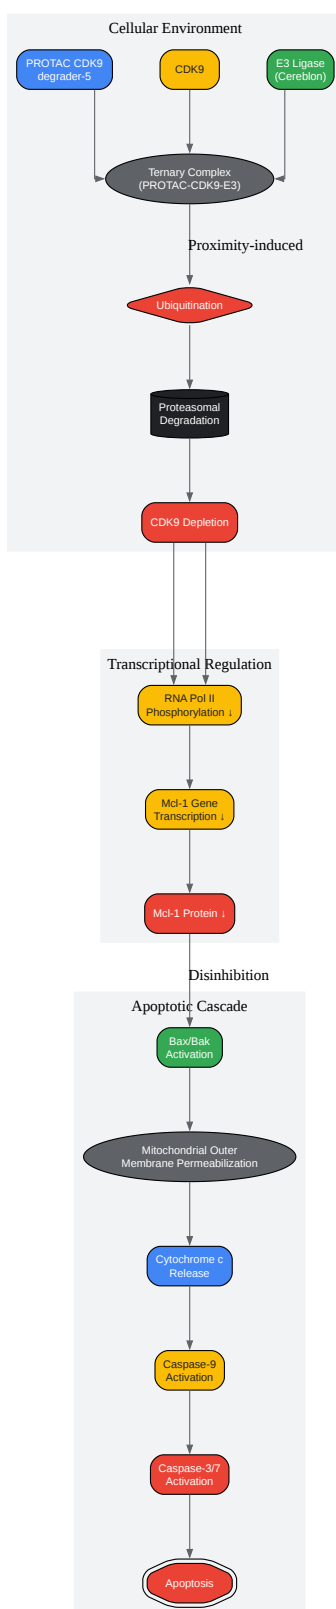 Cellular Environment
PROTAC CDK9
degrader-5
CDK9
E3 Ligase
(Cereblon)
Ternary Complex
(PROTAC-CDK9-E3)
Proximity-induced
Ubiquitination
Proteasomal
Degradation
CDK9 Depletion
Transcriptional Regulation
RNA Pol II
Phosphorylation ↓
Mcl-1 Gene
Transcription ↓
Mcl-1 Protein ↓
Disinhibition
Apoptotic Cascade
Bax/Bak
Activation
Mitochondrial Outer
Membrane Permeabilization
Cytochrome c
Release
Caspase-9
Activation
Caspase-3/7
Activation
Apoptosis